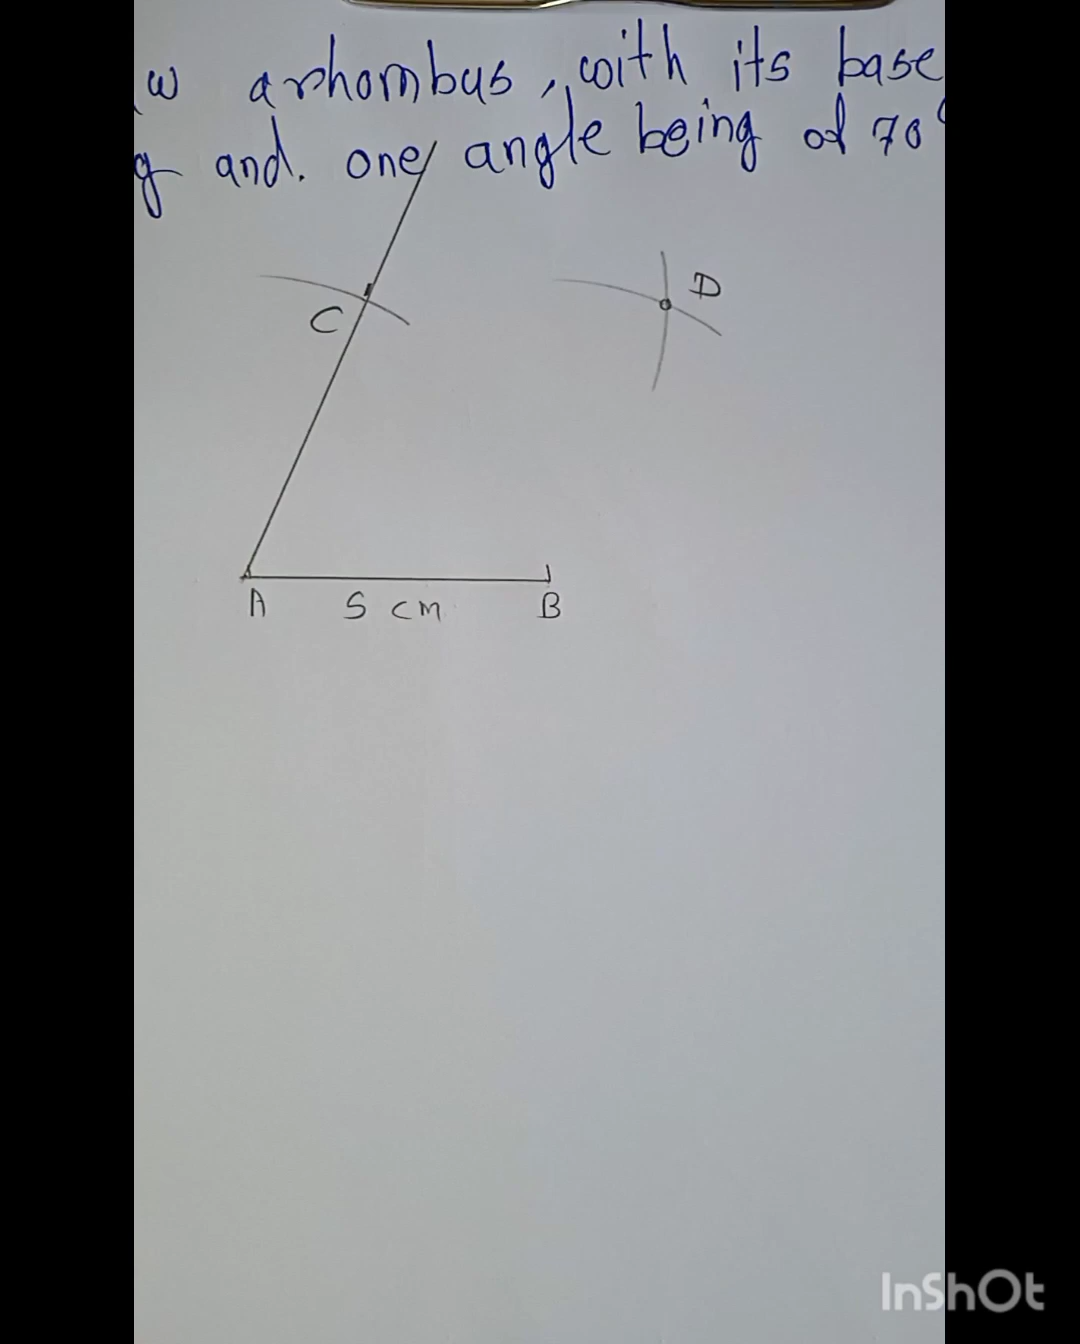 w a rhombus, with its base
g and. one angle being of 70°
C
D
A 5 cm B
InShOt